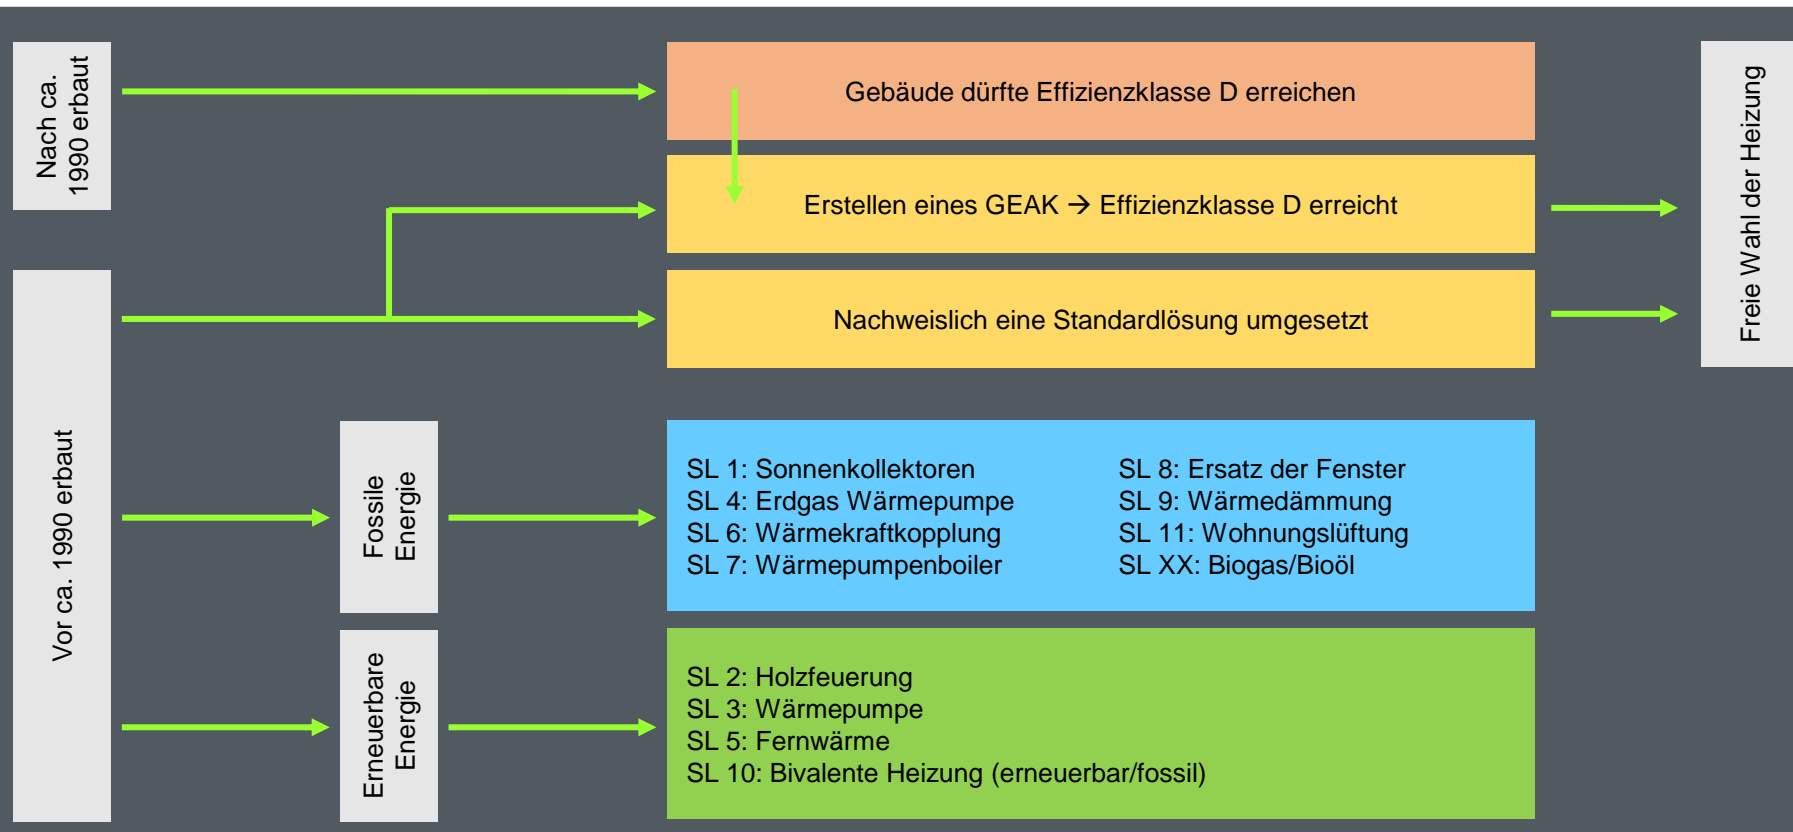 Nach ca.
1990 erbaut
Gebäude dürfte Effizienzklasse D erreichen
Erstellen eines GEAK → Effizienzklasse D erreicht
Nachweislich eine Standardlösung umgesetzt
Freie Wahl der Heizung
Vor ca. 1990 erbaut
Fossile
Energie
SL 1: Sonnenkollektoren
SL 4: Erdgas Wärmepumpe
SL 6: Wärmekraftkopplung
SL 7: Wärmepumpenboiler
SL 8: Ersatz der Fenster
SL 9: Wärmedämmung
SL 11: Wohnungslüftung
SL XX: Biogas/Bioöl
Erneuerbare
Energie
SL 2: Holzfeuerung
SL 3: Wärmepumpe
SL 5: Fernwärme
SL 10: Bivalente Heizung (erneuerbar/fossil)